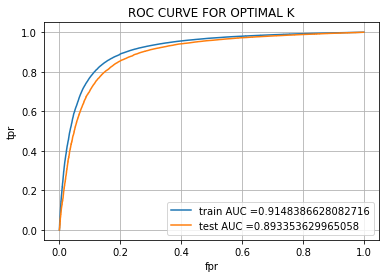 ROC CURVE FOR OPTIMAL K
1.0
0.8
0.6
0.4
0.2
0.0
tpr
train AUC =0.9148386628082716
test AUC =0.893353629965058
0.0 0.2 0.4 0.6 0.8 1.0
fpr